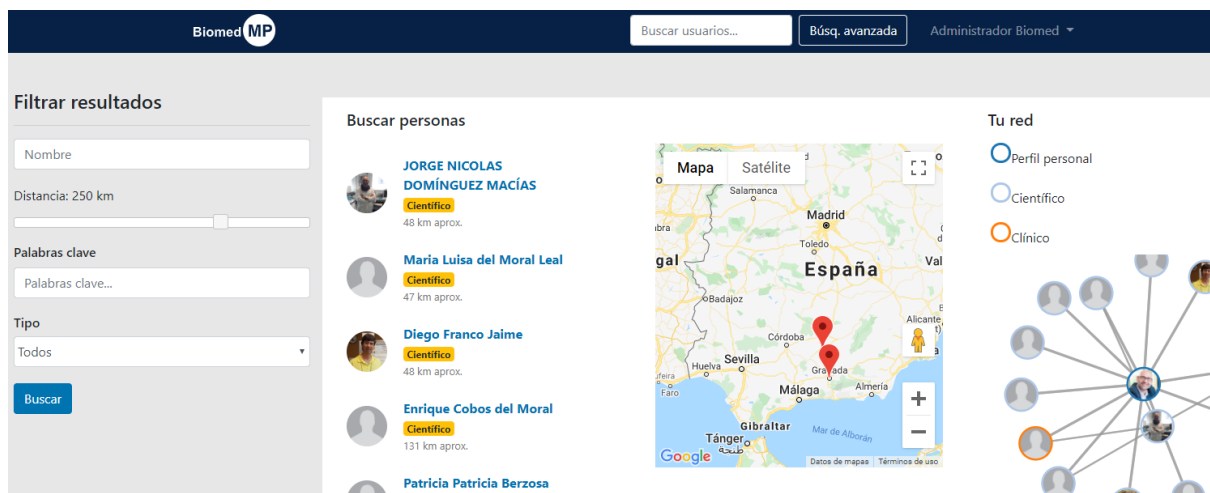 Biomed MP
Buscar usuarios...
Búsq. avanzada
Administrador Biomed
Filtrar resultados
Nombre
Distancia: 250 km
Palabras clave
Palabras clave...
Tipo
Todos
Buscar
Buscar personas
JORGE NICOLAS
DOMÍNGUEZ MACÍAS
Científico
48 km aprox.
Maria Luisa del Moral Leal
Científico
47 km aprox.
Diego Franco Jaime
Científico
48 km aprox.
Enrique Cobos del Moral
Científico
131 km aprox.
Patricia Patricia Berzosa
Mapa
Satélite
Salamanca
Madrid
Toledo
España
Badajoz
Alicante
Córdoba
Sevilla
Huelva
Granada
Faro
Málaga
Almería
Gibraltar
Tánger
طنجة
Mar de Alborán
Google
Datos de mapas
Términos de uso
Tu red
Perfil personal
Científico
Clínico